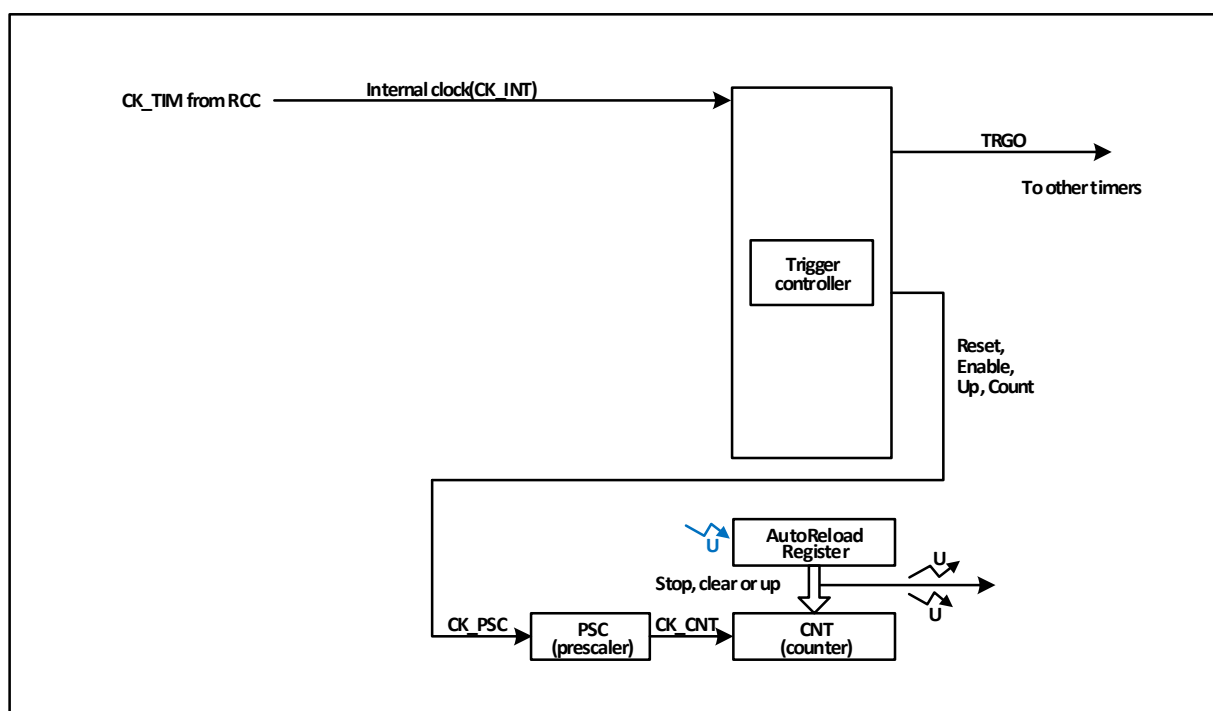 CK_TIM from RCC
Internal clock(CK_INT)
TRGO
To other timers
Trigger
controller
Reset,
Enable,
Up, Count
U
AutoReload
Register
Stop, clear or up
U
U
CK_PSC
PSC
(prescaler)
CK_CNT
CNT
(counter)